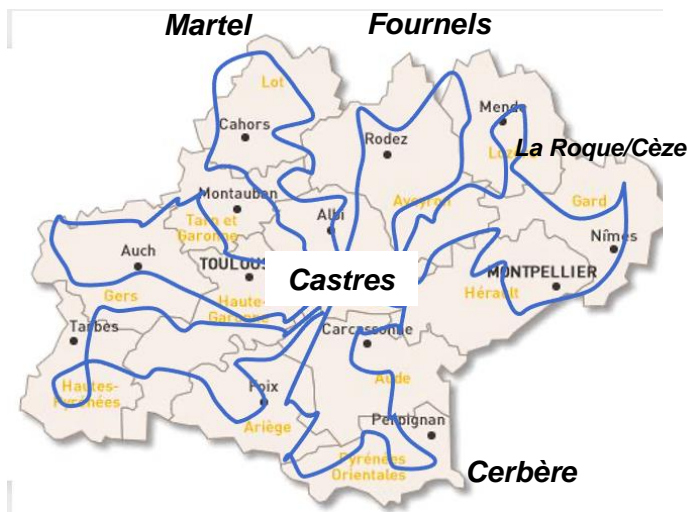 Martel
Fournels
Lot
Cahors
Mende
Lozère
La Roque/Cèze
Rodez
Aveyron
Gard
Montauban
Tarn et
Garonne
Albi
Nîmes
Auch
TOULOUS
Castres
MONTPELLIER
Gers
Haute-
Garonne
Hérault
Tarbes
Carcassonne
Hautes-
Pyrénées
Foix
Aude
Ariège
Perpignan
Pyrénées
Orientales
Cerbère